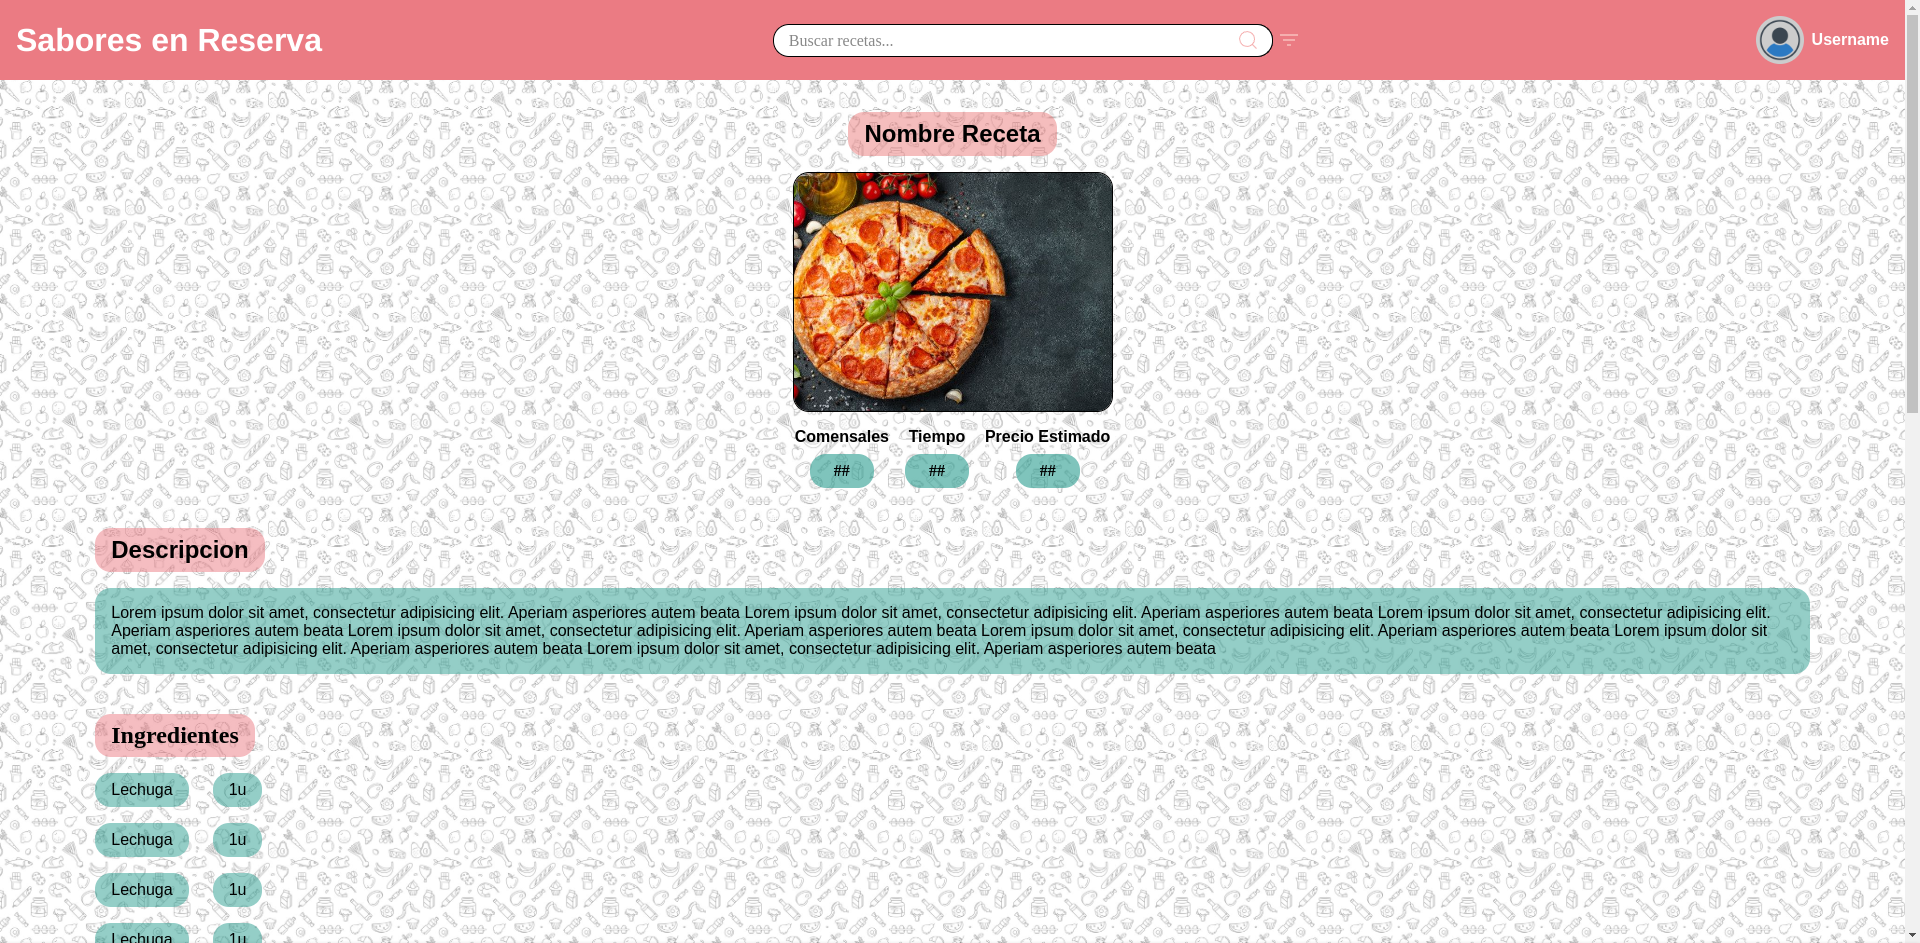 Sabores en Reserva
Buscar recetas...
Username
Nombre Receta
Comensales Tiempo Precio Estimado
## ## ##
Descripcion
Lorem ipsum dolor sit amet, consectetur adipisicing elit. Aperiam asperiores autem beata Lorem ipsum dolor sit amet, consectetur adipisicing elit. Aperiam asperiores autem beata Lorem ipsum dolor sit amet, consectetur adipisicing elit.
Aperiam asperiores autem beata Lorem ipsum dolor sit amet, consectetur adipisicing elit. Aperiam asperiores autem beata Lorem ipsum dolor sit amet, consectetur adipisicing elit. Aperiam asperiores autem beata Lorem ipsum dolor sit
amet, consectetur adipisicing elit. Aperiam asperiores autem beata Lorem ipsum dolor sit amet, consectetur adipisicing elit. Aperiam asperiores autem beata
Ingredientes
Lechuga 1u
Lechuga 1u
Lechuga 1u
Lechuga 1u